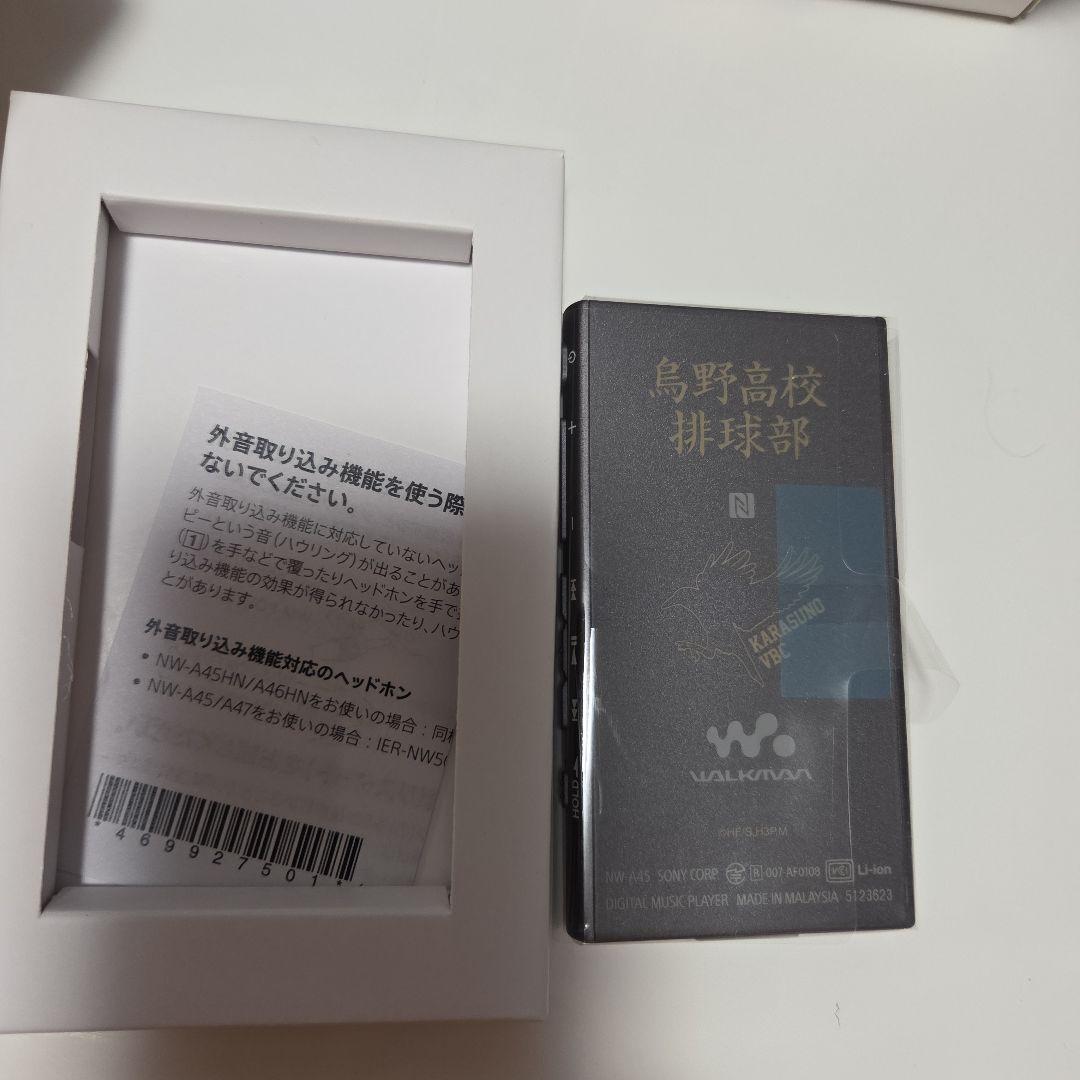 外音取り込み機能を使う際
ないでください。
外音取り込み機能に対応していないヘッ
ピーという音（ハウリング）が出ることがあ
(1)を手などで覆ったりヘッドホンを手で
り込み機能の効果が得られなかったり、ハウ
とがあります。
外音取り込み機能対応のヘッドホン
• NW-A45HN/A46HNをお使いの場合：同梱
• NW-A45/A47をお使いの場合：IER-NW50
*469927501*
烏野高校
排球部
KARASUNO
VBC
WALKMAN
©HF/S,H3P,M
NW-A45 SONY CORP R 007-AF0108 VCCI Li-ion
DIGITAL MUSIC PLAYER MADE IN MALAYSIA 5123623
+
−
HOLD